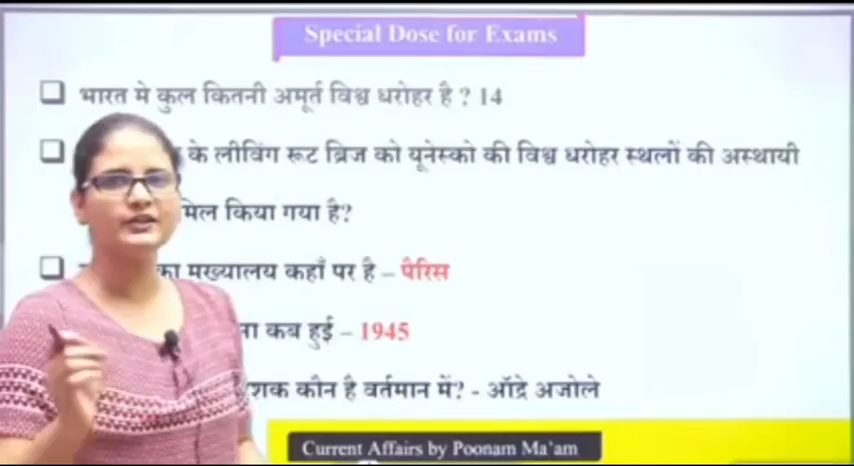 Special Dose for Exams
भारत मे कुल कितनी अमूर्त विश्व धरोहर है ? 14
के लीविंग रूट ब्रिज को यूनेस्को की विश्व धरोहर स्थलों की अस्थायी
किया गया है?
का मख्यालय कहाँ पर है – पैरिस
कब हुई – 1945
कौन है वर्तमान में? - ऑद्रे अजोले
Current Affairs by Poonam Ma'am